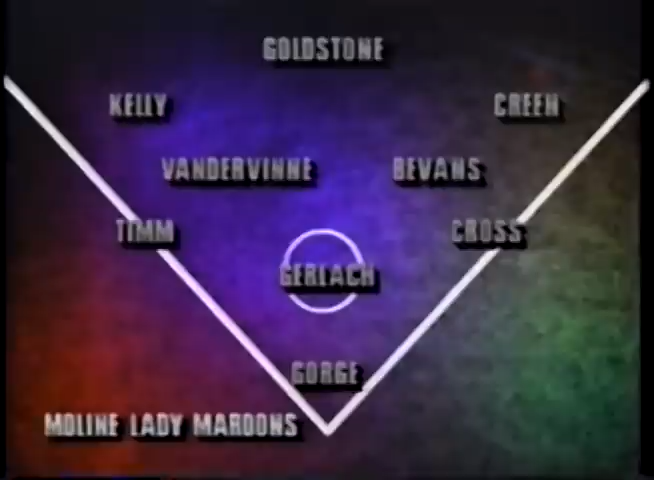 GOLDSTONE
KELLY
CREEN
VANDERVINNE
BEVANS
TIMM
CROSS
GERLACH
GORGE
MOLINE LADY MAROONS